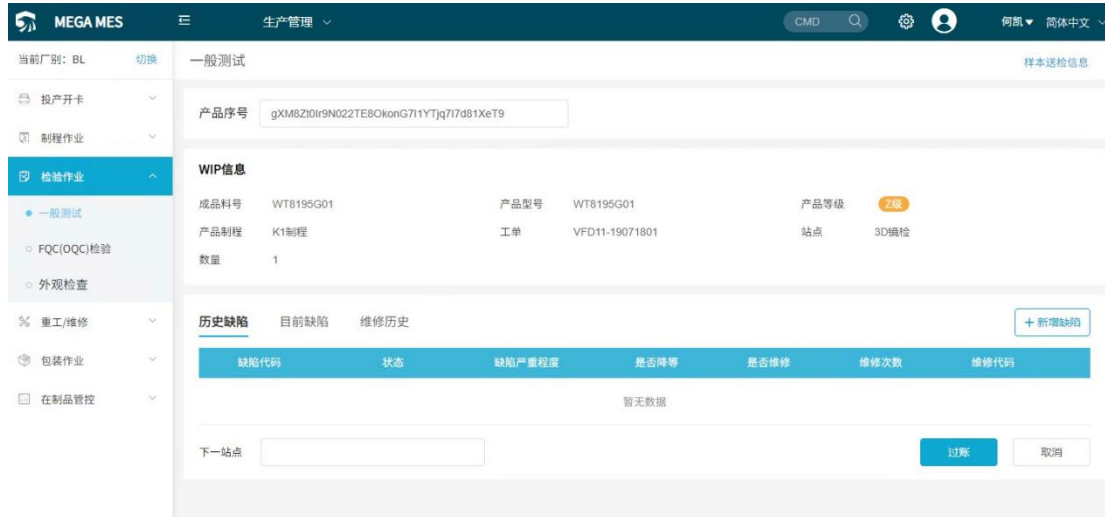 MEGA MES 生产管理 CMD 何凯 简体中文
当前厂别：BL 切换 一般测试 样本送检信息
投产开卡
产品序号 gXM8Zt0Ir9N022TE8OkonG7I1YTjq7I7d81XeT9
制程作业
检验作业 WIP信息
成品料号 WT8195G01 产品型号 WT8195G01 产品等级 Z级
一般测试
产品制程 K1制程 工单 VFD11-19071801 站点 3D镜检
FQC(OQC)检验
数量 1
外观检查
重工/维修 历史缺陷 目前缺陷 维修历史 +新增缺陷
包装作业 缺陷代码 状态 缺陷严重程度 是否降等 是否维修 维修次数 维修代码
在制品管控 暂无数据
下一站点 过账 取消